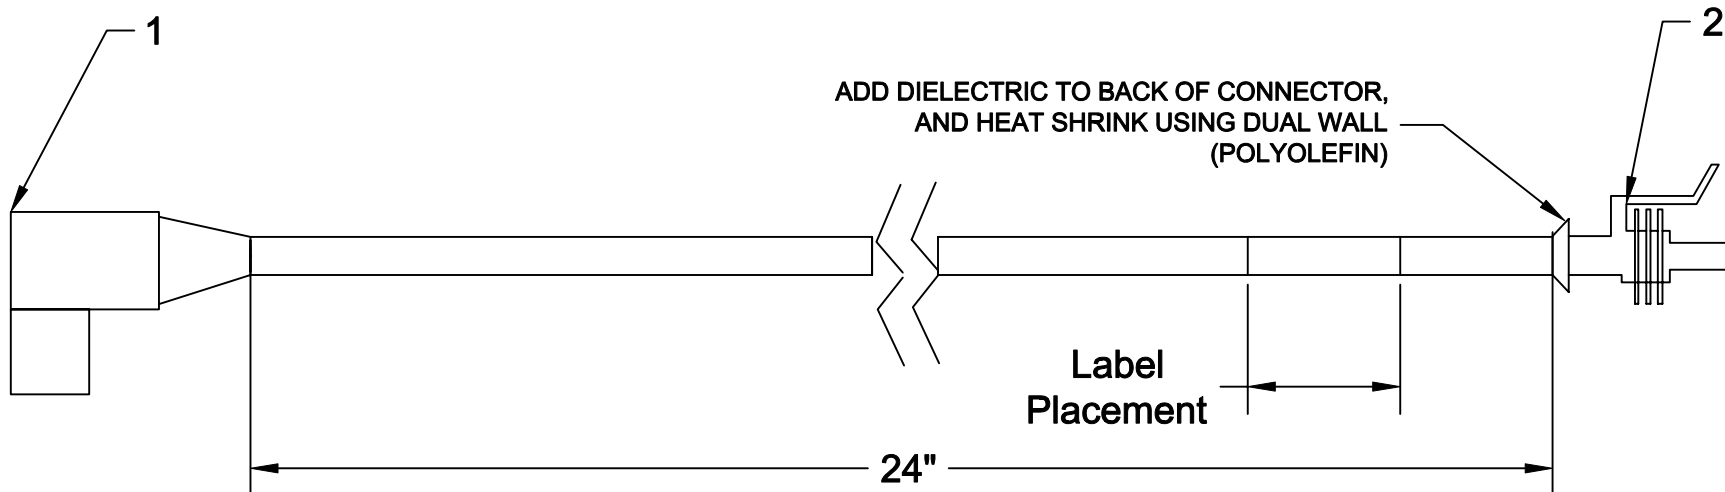 1
2
ADD DIELECTRIC TO BACK OF CONNECTOR,
AND HEAT SHRINK USING DUAL WALL
(POLYOLEFIN)
Label
Placement
24"